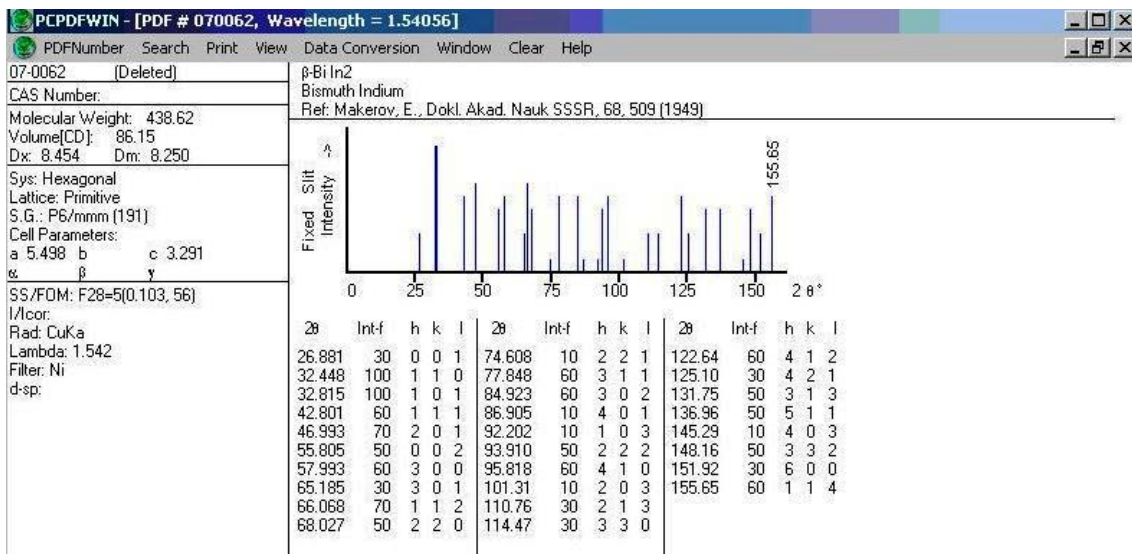 PCPDFWIN - [PDF # 070062, Wavelength = 1.54056]
PDFNumber Search Print View Data Conversion Window Clear Help
07-0062 (Deleted)
CAS Number:
Molecular Weight: 438.62
Volume[CD]: 86.15
Dx: 8.454 Dm: 8.250
Sys: Hexagonal
Lattice: Primitive
S.G.: P6/mmm (191)
Cell Parameters:
a 5.498 b c 3.291
α β γ
SS/FOM: F28=5(0.103, 56)
I/Icor:
Rad: CuKa
Lambda: 1.542
Filter: Ni
d-sp:
β-Bi In2
Bismuth Indium
Ref: Makerov, E., Dokl. Akad. Nauk SSSR, 68, 509 (1949)
Fixed Slit
Intensity ->
155.65
0 25 50 75 100 125 150 2 θ °
2θ Int-f h k l 2θ Int-f h k l 2θ Int-f h k l
26.881 30 0 0 1 74.608 10 2 2 1 122.64 60 4 1 2
32.448 100 1 1 0 77.848 60 3 1 1 125.10 30 4 2 1
32.815 100 1 0 1 84.923 60 3 0 2 131.75 50 3 1 3
42.801 60 1 1 1 86.905 10 4 0 1 136.96 50 5 1 1
46.993 70 2 0 1 92.202 10 1 0 3 145.29 10 4 0 3
55.805 50 0 0 2 93.910 50 2 2 2 148.16 50 3 3 2
57.993 60 3 0 0 95.818 60 4 1 0 151.92 30 6 0 0
65.185 30 3 0 1 101.31 10 2 0 3 155.65 60 1 1 4
66.068 70 1 1 2 110.76 30 2 1 3
68.027 50 2 2 0 114.47 30 3 3 0